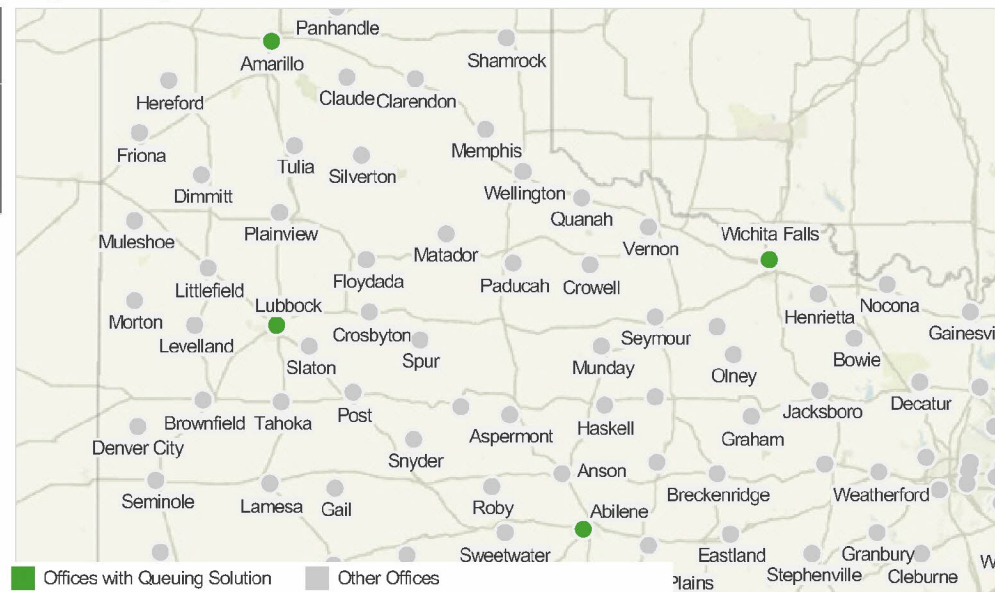 Panhandle
Amarillo
Shamrock
Hereford
Claude
Clarendon
Friona
Tulia
Silverton
Memphis
Dimmitt
Wellington
Quanah
Muleshoe
Plainview
Matador
Vernon
Wichita Falls
Littlefield
Floydada
Paducah
Crowell
Morton
Lubbock
Levelland
Crosbyton
Seymour
Henrietta
Nocona
Gainesvi
Slaton
Spur
Munday
Olney
Bowie
Brownfield
Tahoka
Post
Aspermont
Haskell
Jacksboro
Decatur
Denver City
Snyder
Graham
Seminole
Lamesa
Gail
Roby
Anson
Abilene
Breckenridge
Weatherford
Sweetwater
Eastland
Stephenville
Granbury
Cleburne
W
Plains
Offices with Queuing Solution
Other Offices